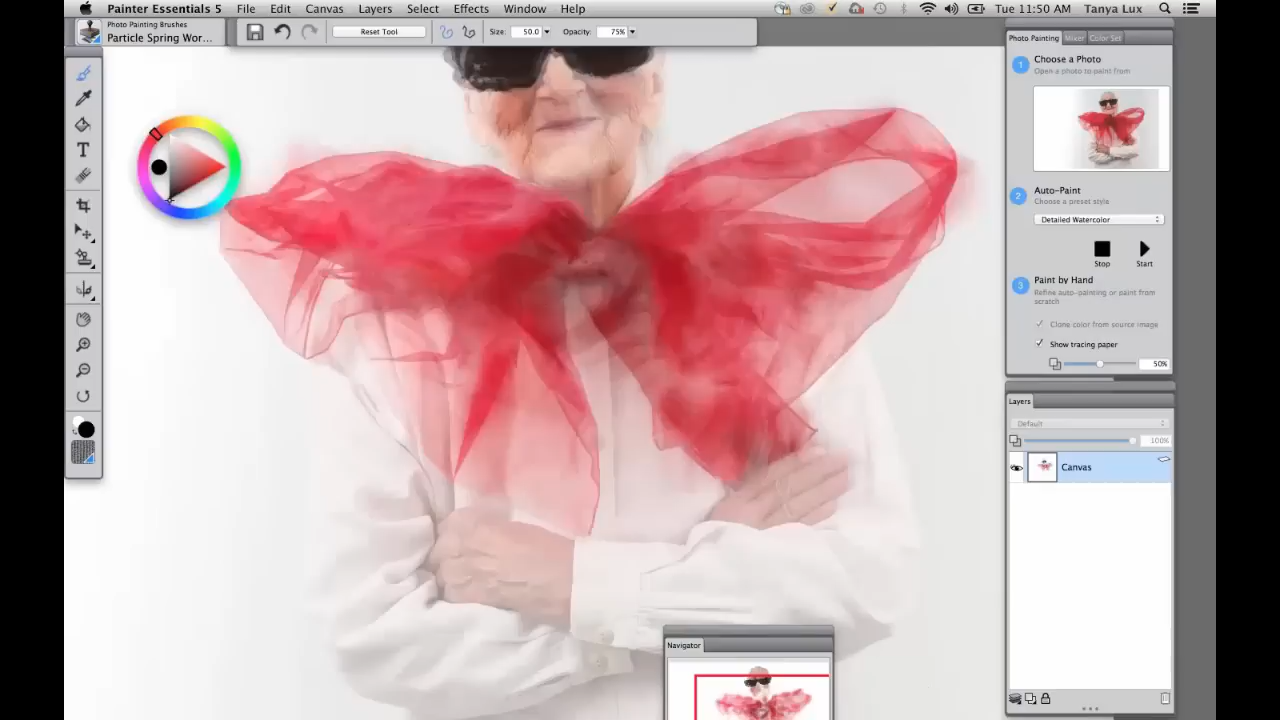 Painter Essentials 5 File Edit Canvas Layers Select Effects Window Help Tue 11:50 AM Tanya Lux
Photo Painting Brushes
Particle Spring Wor...
Reset Tool Size: 50.0 Opacity: 75%
Photo Painting Mixer Color Set
1 Choose a Photo
Open a photo to paint from
2 Auto-Paint
Choose a preset style
Detailed Watercolor
Stop Start
3 Paint by Hand
Refine auto-painting or paint from
scratch
Clone color from source image
Show tracing paper
50%
Layers
Default
100%
Canvas
T
Navigator